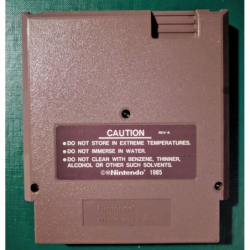 CAUTION
REV-A
●DO NOT STORE IN EXTREME TEMPERATURES.
●DO NOT IMMERSE IN WATER.
●DO NOT CLEAN WITH BENZENE, THINNER,
ALCOHOL OR OTHER SUCH SOLVENTS.
©®Nintendo® 1985